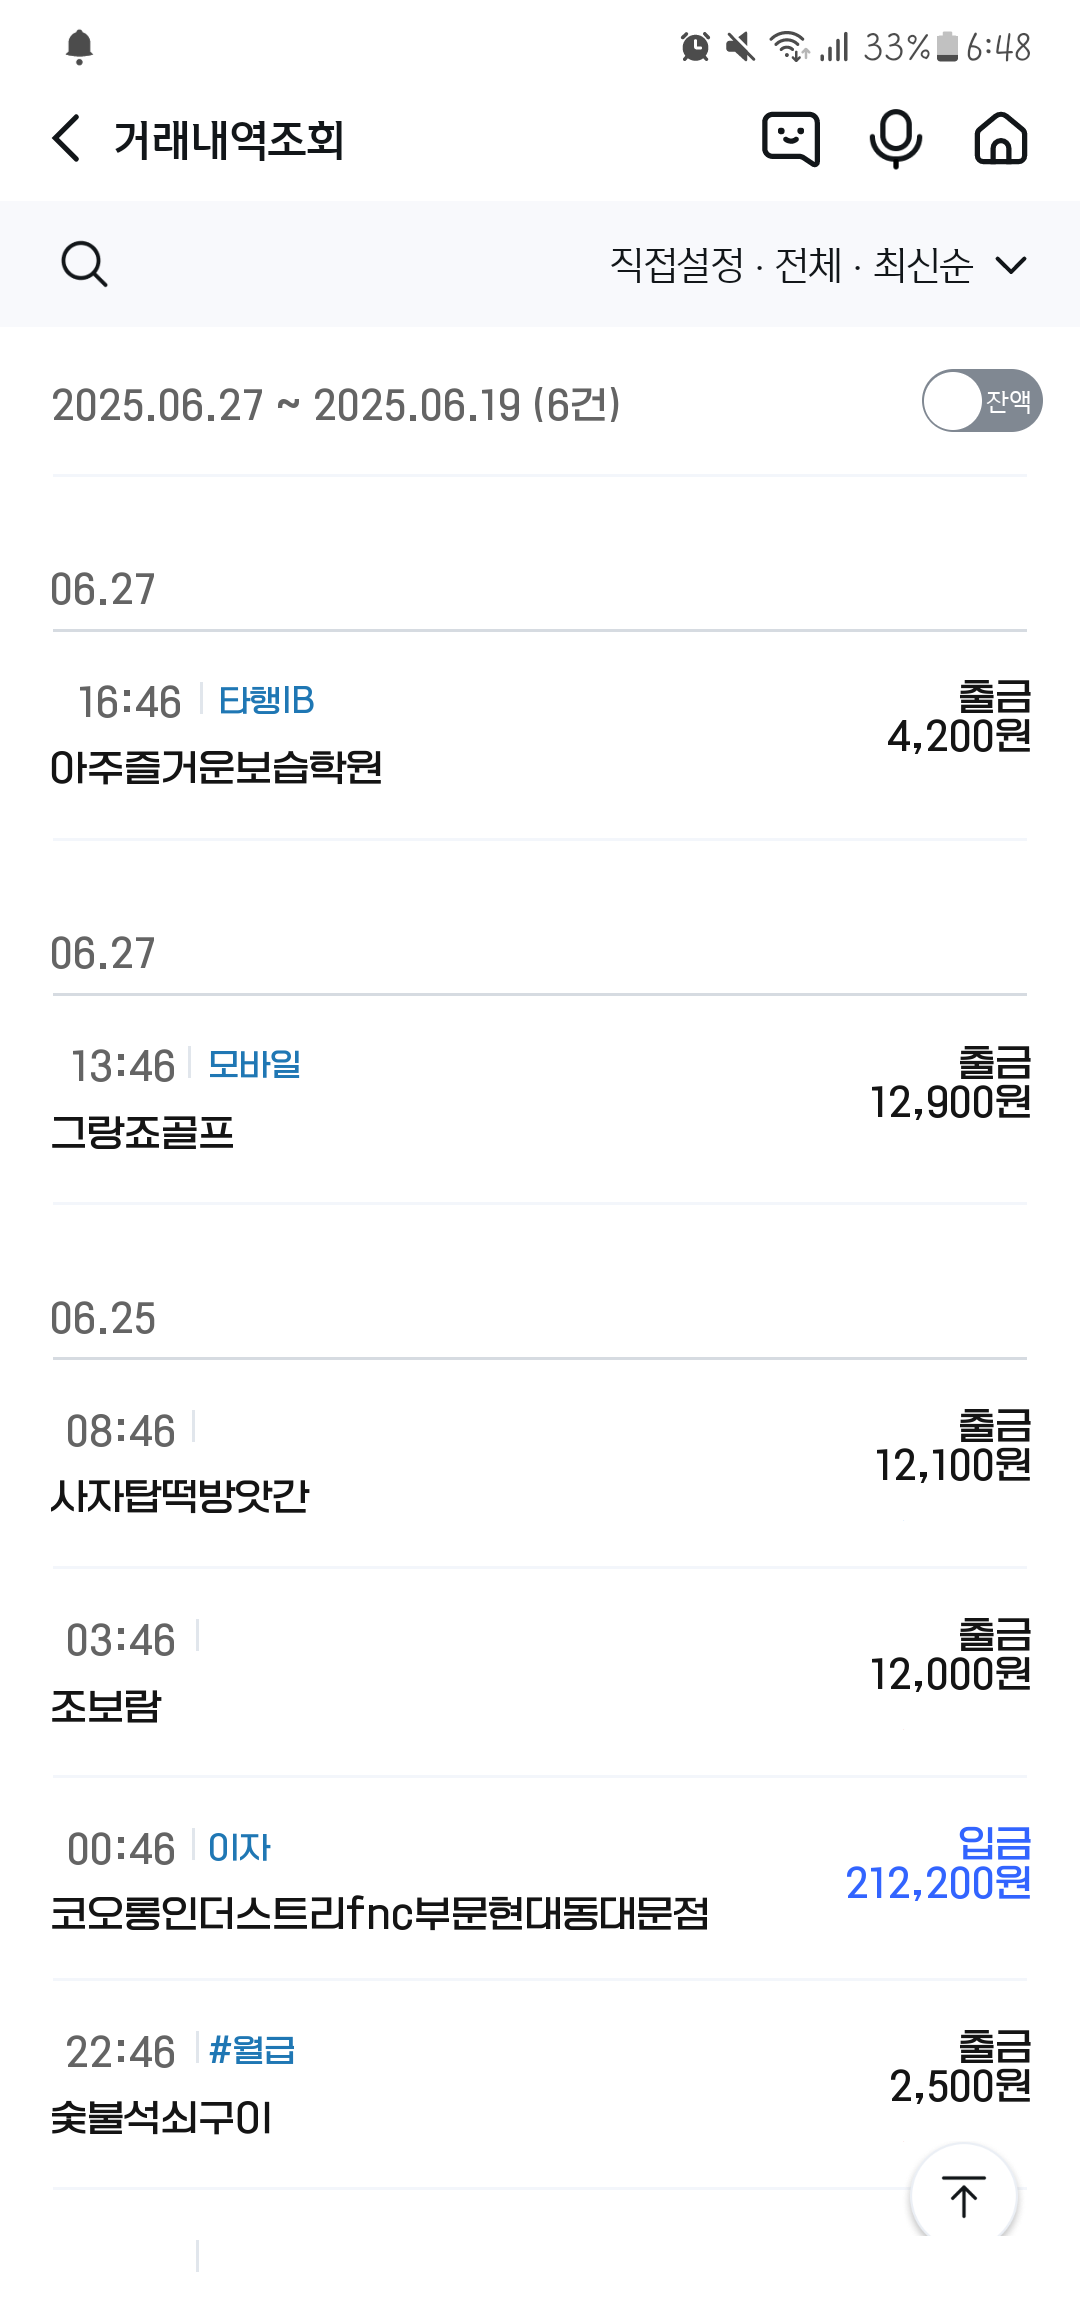 33% 6:48
거래내역조회
직접설정 · 전체 · 최신순
2025.06.27 ~ 2025.06.19 (6건)
잔액
06.27
16:46 타행IB
출금
4,200원
아주즐거운보습학원
06.27
13:46 모바일
출금
12,900원
그랑죠골프
06.25
08:46
출금
12,100원
사자탑떡방앗간
03:46
출금
12,000원
조보람
00:46 이자
입금
212,200원
코오롱인더스트리fnc부문현대동대문점
22:46 #월급
출금
2,500원
숯불석쇠구이